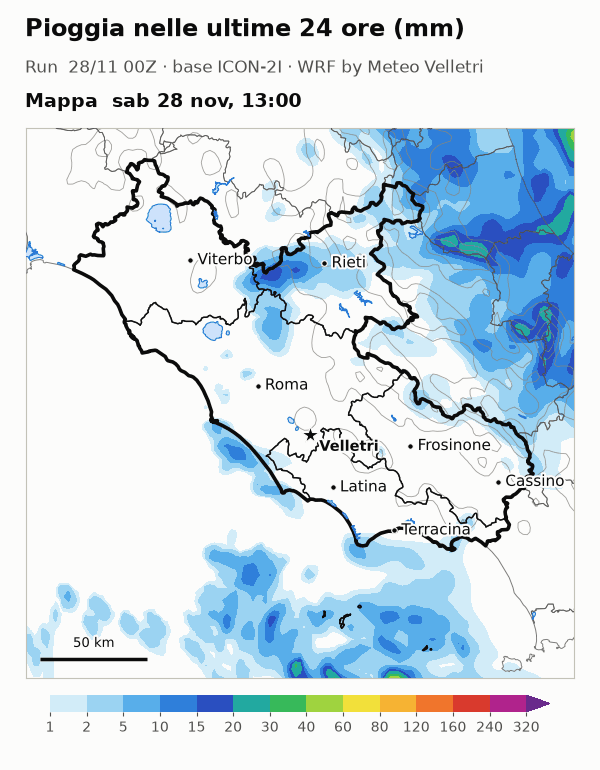 Pioggia nelle ultime 24 ore (mm)
Run  28/11 00Z · base ICON-2I · WRF by Meteo Velletri
Mappa  sab 28 nov, 13:00
Viterbo
Rieti
Roma
Velletri
Frosinone
Cassino
Latina
Terracina
50 km
1 2 5 10 15 20 30 40 60 80 120 160 240 320